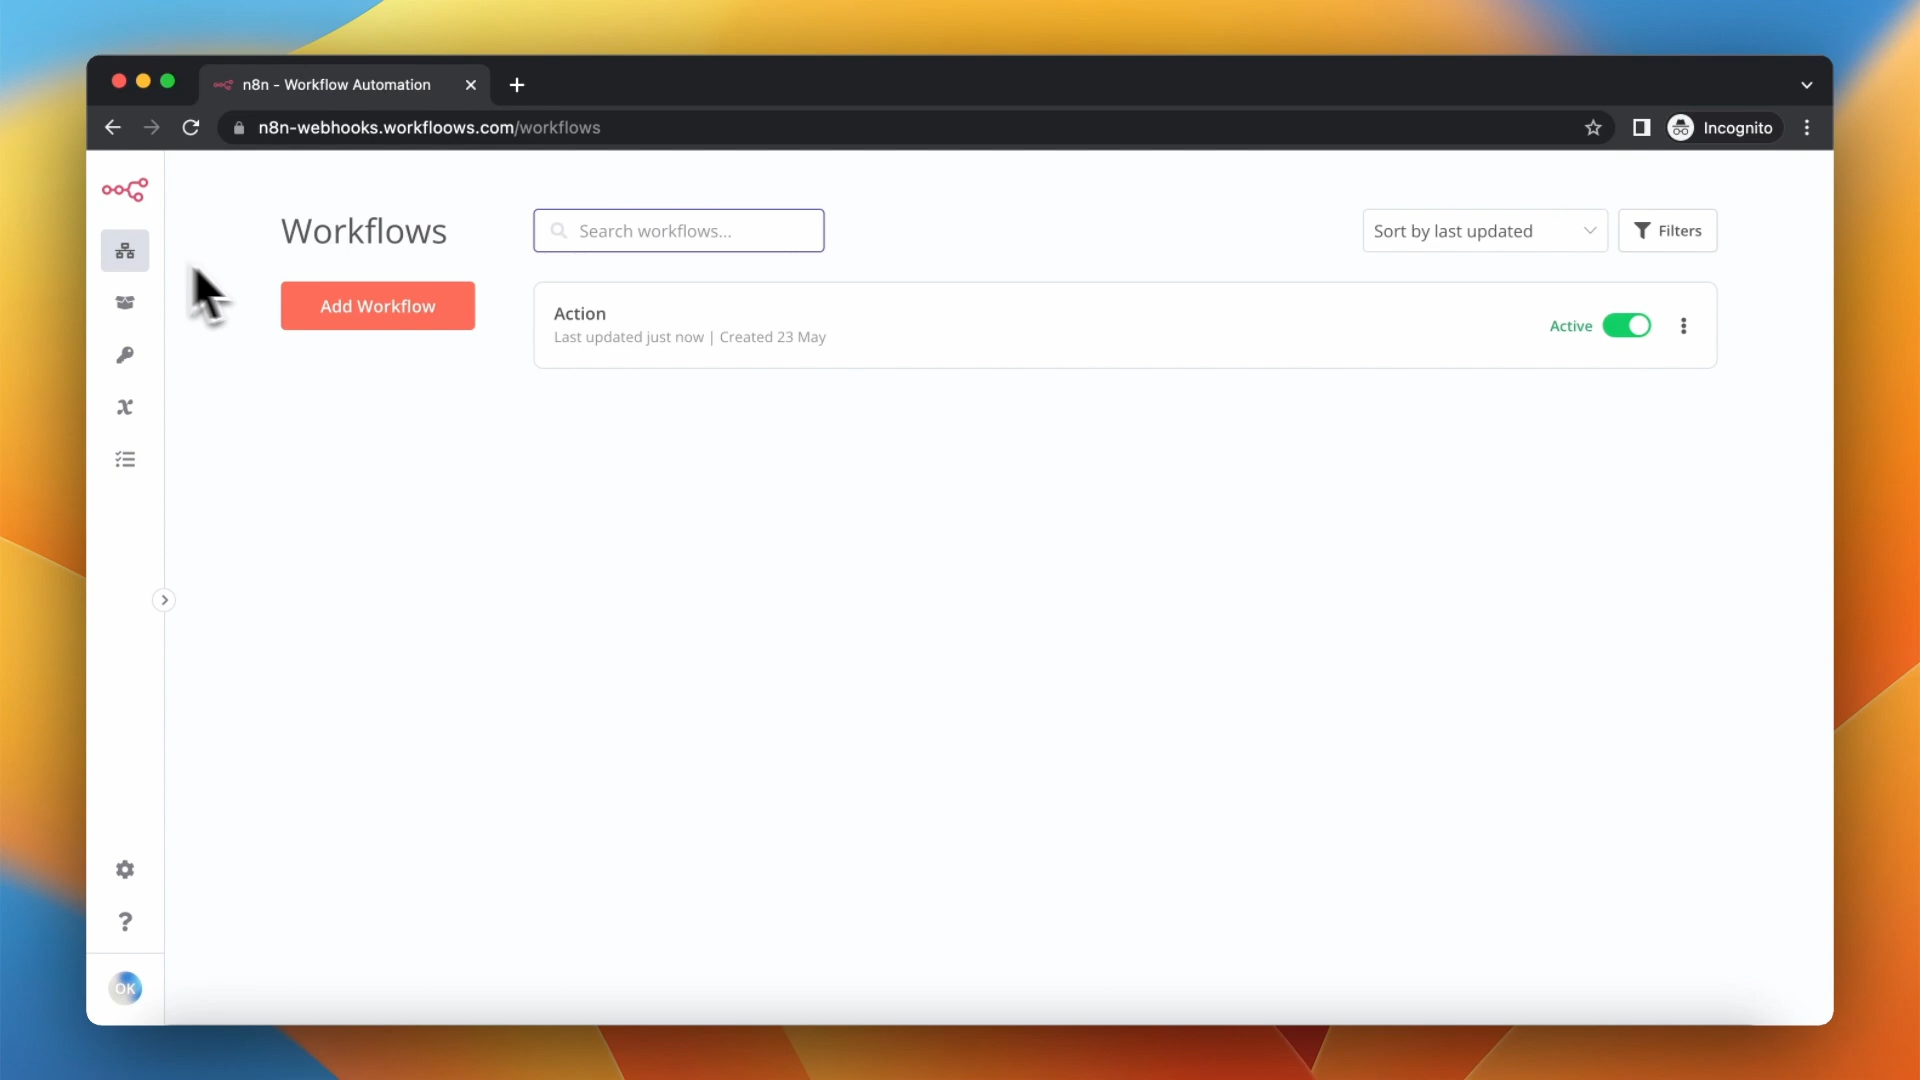 n8n - Workflow Automation
n8n-webhooks.workfloows.com/workflows
Incognito
Workflows
Search workflows...
Sort by last updated
Filters
Add Workflow
Action
Last updated just now | Created 23 May
Active
OK